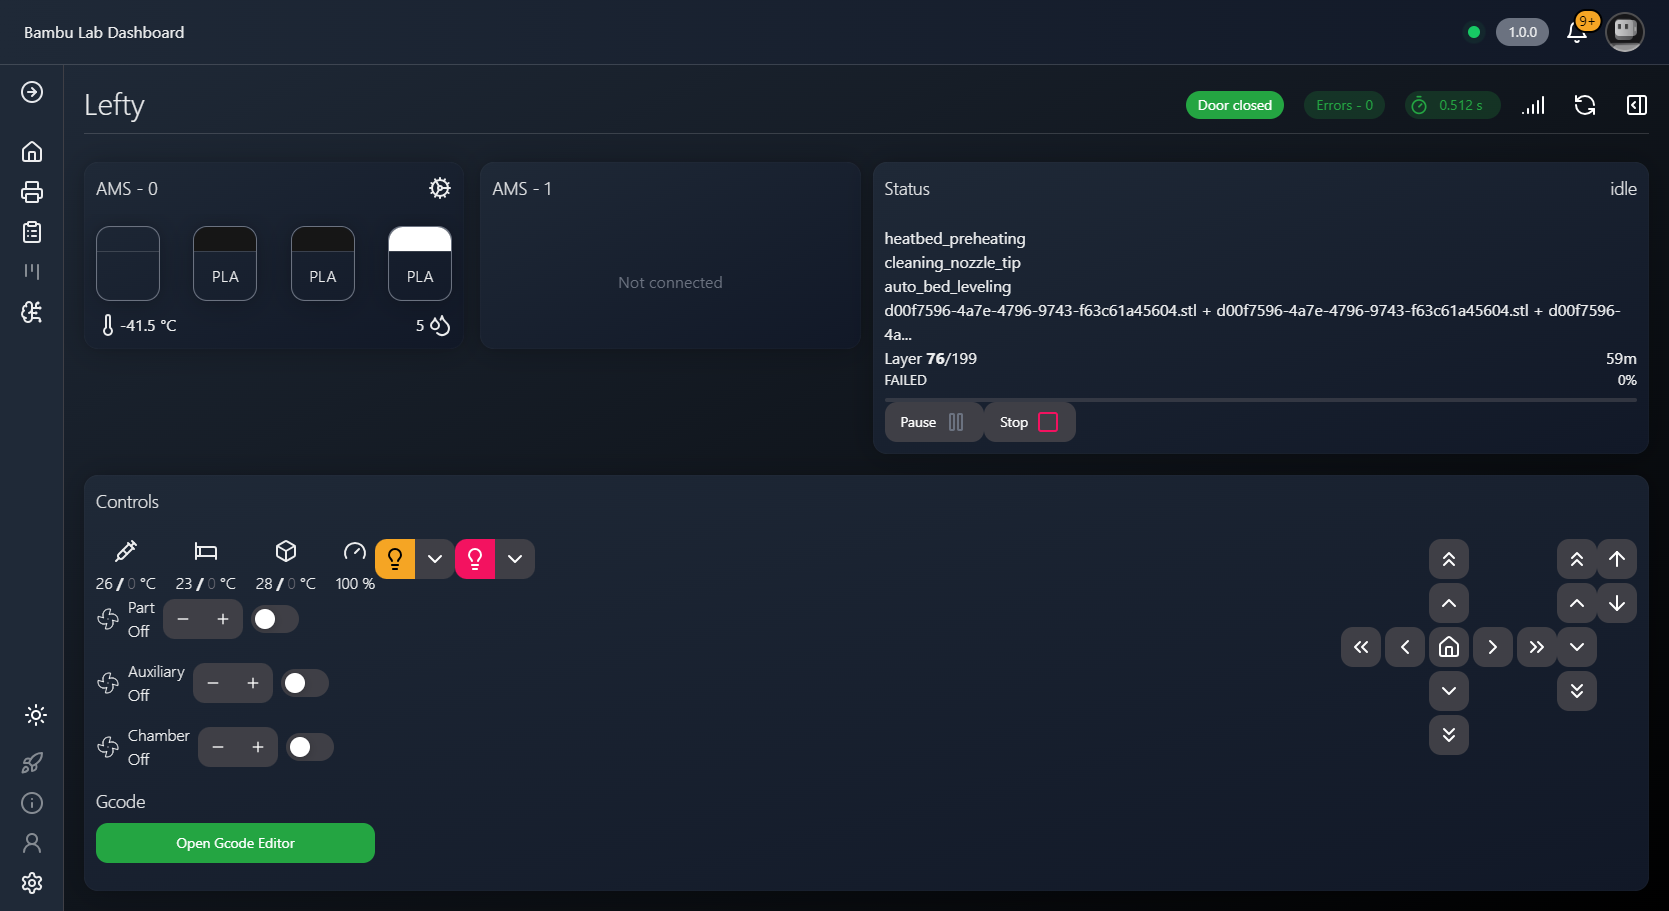 Bambu Lab Dashboard
1.0.0
9+
Lefty
Door closed
Errors - 0
0.512 s
AMS - 0
PLA
PLA
PLA
-41.5 °C
5
AMS - 1
Not connected
Status
idle
heatbed_preheating
cleaning_nozzle_tip
auto_bed_leveling
d00f7596-4a7e-4796-9743-f63c61a45604.stl + d00f7596-4a7e-4796-9743-f63c61a45604.stl + d00f7596-
4a...
Layer 76/199
59m
FAILED
0%
Pause
Stop
Controls
26 / 0 °C
23 / 0 °C
28 / 0 °C
100 %
Part
Off
Auxiliary
Off
Chamber
Off
Gcode
Open Gcode Editor